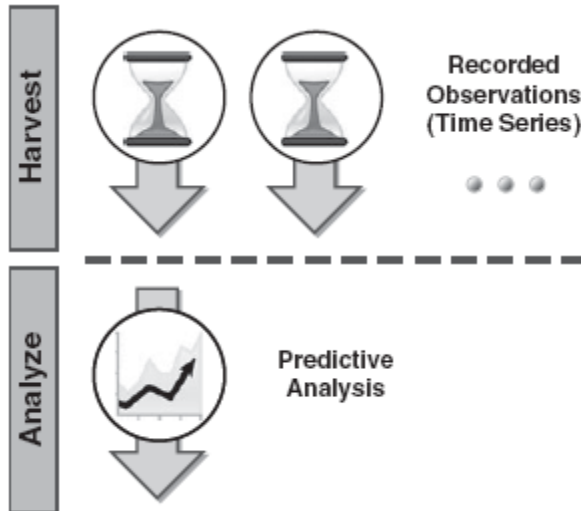 Harvest
Recorded
Observations
(Time Series)
Analyze
Predictive
Analysis